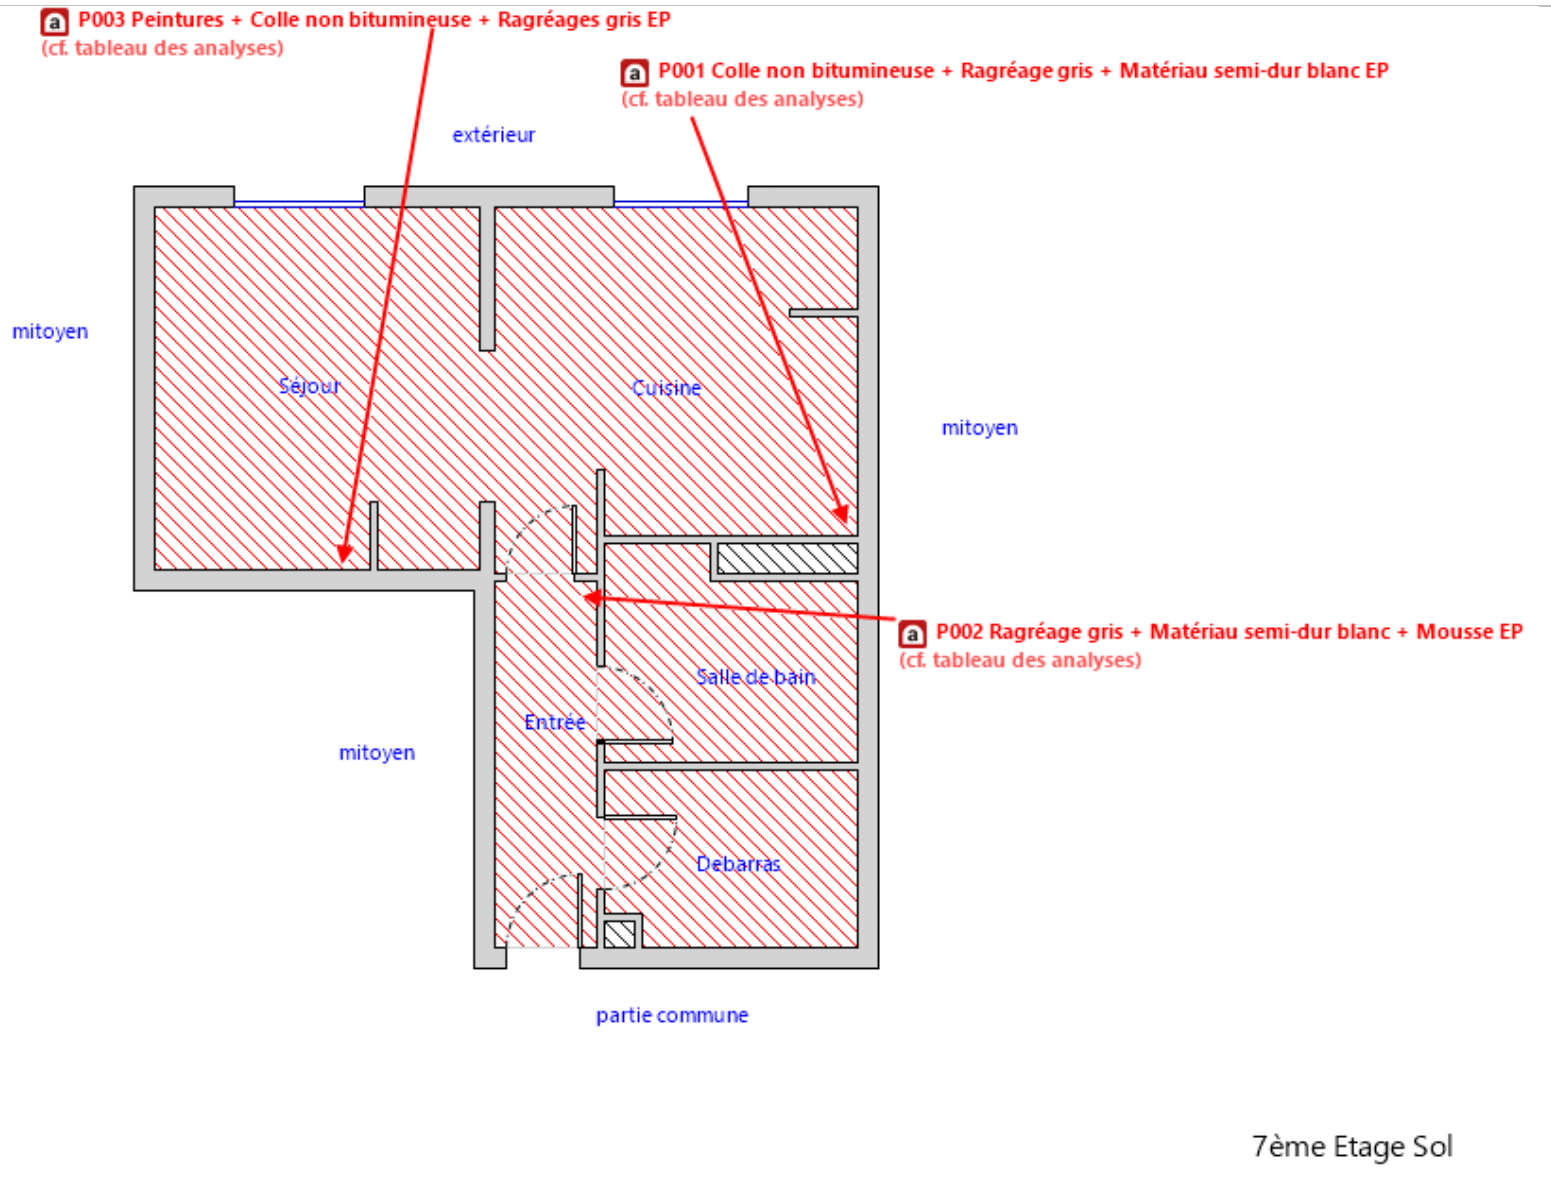 a P003 Peintures + Colle non bitumineuse + Ragréages gris EP
(cf. tableau des analyses)
a P001 Colle non bitumineuse + Ragréage gris + Matériau semi-dur blanc EP
(cf. tableau des analyses)
extérieur
mitoyen
Séjour
Cuisine
mitoyen
a P002 Ragréage gris + Matériau semi-dur blanc + Mousse EP
(cf. tableau des analyses)
Salle de bain
Entrée
mitoyen
Debarras
partie commune
7ème Etage Sol